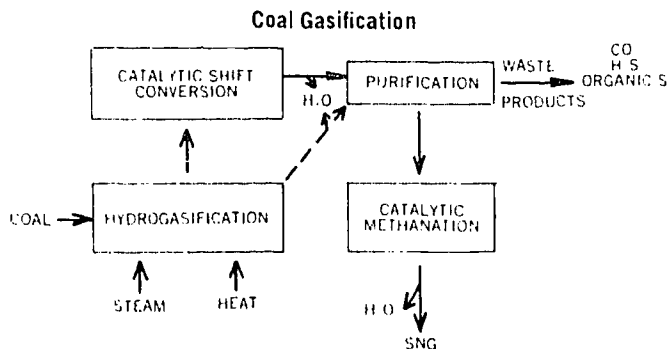 Coal Gasification
CATALYTIC SHIFT
CONVERSION
H.O
PURIFICATION
WASTE
PRODUCTS
CO
H S
ORGANIC S
COAL
HYDROGASIFICATION
STEAM
HEAT
CATALYTIC
METHANATION
H O
SNG